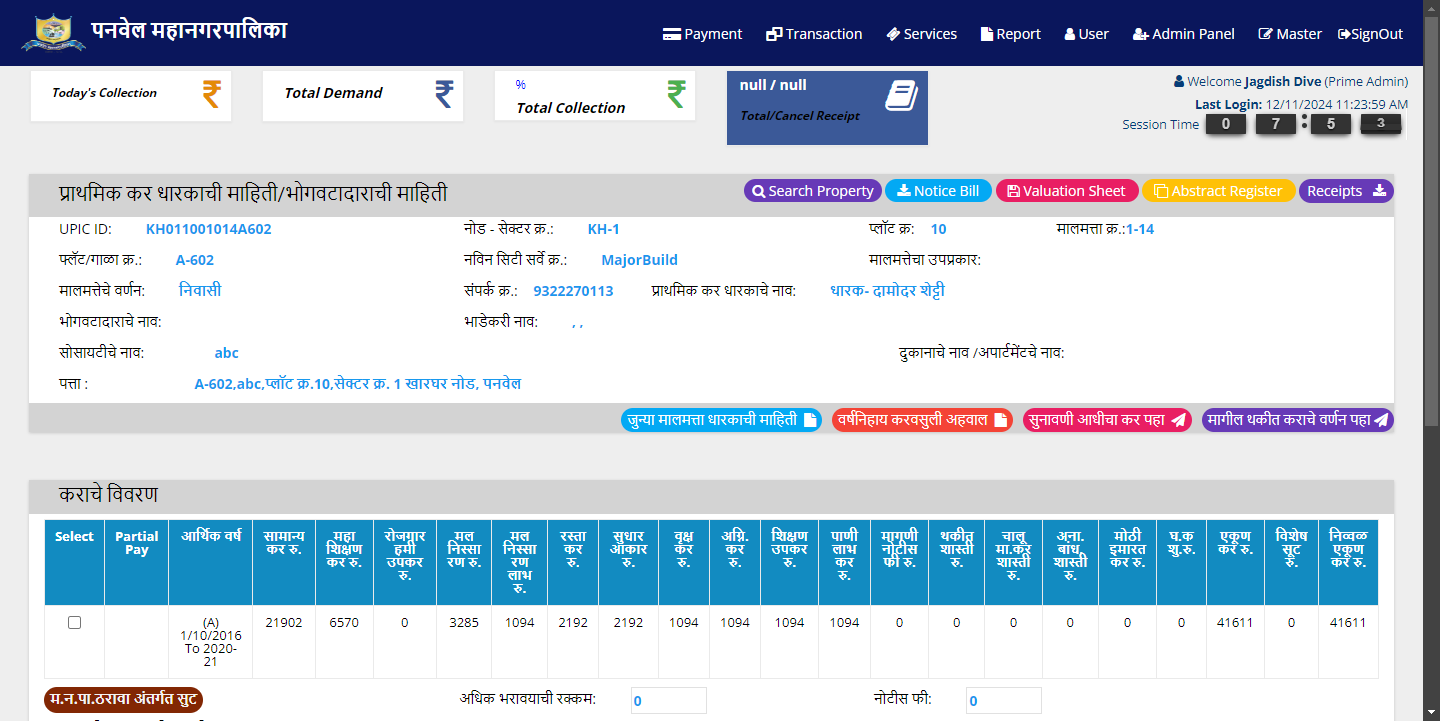 पनवेल महानगरपालिका
Payment Transaction Services Report User Admin Panel Master SignOut
Today's Collection
Total Demand
%
Total Collection
null / null
Total/Cancel Receipt
Welcome Jagdish Dive (Prime Admin)
Last Login: 12/11/2024 11:23:59 AM
Session Time 0 7 : 5 3
प्राथमिक कर धारकाची माहिती/भोगवटादाराची माहिती
Search Property Notice Bill Valuation Sheet Abstract Register Receipts
UPIC ID: KH011001014A602 नोड - सेक्टर क्र.: KH-1 प्लॉट क्र: 10 मालमत्ता क्र.:1-14
फ्लॅट/गाळा क्र.: A-602 नविन सिटी सर्वे क्र.: MajorBuild मालमत्तेचा उपप्रकार:
मालमत्तेचे वर्णन: निवासी संपर्क क्र.: 9322270113 प्राथमिक कर धारकाचे नाव: धारक- दामोदर शेट्टी
भोगवटादाराचे नाव: भाडेकरी नाव: , ,
सोसायटीचे नाव: abc दुकानाचे नाव /अपार्टमेंटचे नाव:
पत्ता : A-602,abc,प्लॉट क्र.10,सेक्टर क्र. 1 खारघर नोड, पनवेल
जुन्या मालमत्ता धारकाची माहिती वर्षनिहाय करवसुली अहवाल सुनावणी आधीचा कर पहा मागील थकीत कराचे वर्णन पहा
कराचे विवरण
Select Partial Pay आर्थिक वर्ष सामान्य कर रु. महा शिक्षण कर रु. रोजगार हमी उपकर रु. मल निस्सारण रु. मल निस्सारण लाभ रु. रस्ता कर रु. सुधार आकार रु. वृक्ष कर रु. अग्नि. कर रु. शिक्षण उपकर रु. पाणी लाभ कर रु. मागणी नोटीस फी रु. थकीत शास्ती रु. चालू मा.कर शास्ती रु. अना. बांध शास्ती रु. मोठी इमारत कर रु. घ.क शु.रु. एकूण कर रु. विशेष सूट रु. निव्वळ एकूण कर रु.
(A) 1/10/2016 To 2020-21 21902 6570 0 3285 1094 2192 2192 1094 1094 1094 1094 0 0 0 0 0 0 41611 0 41611
म.न.पा.ठरावा अंतर्गत सुट अधिक भरावयाची रक्कम: 0 नोटीस फी: 0